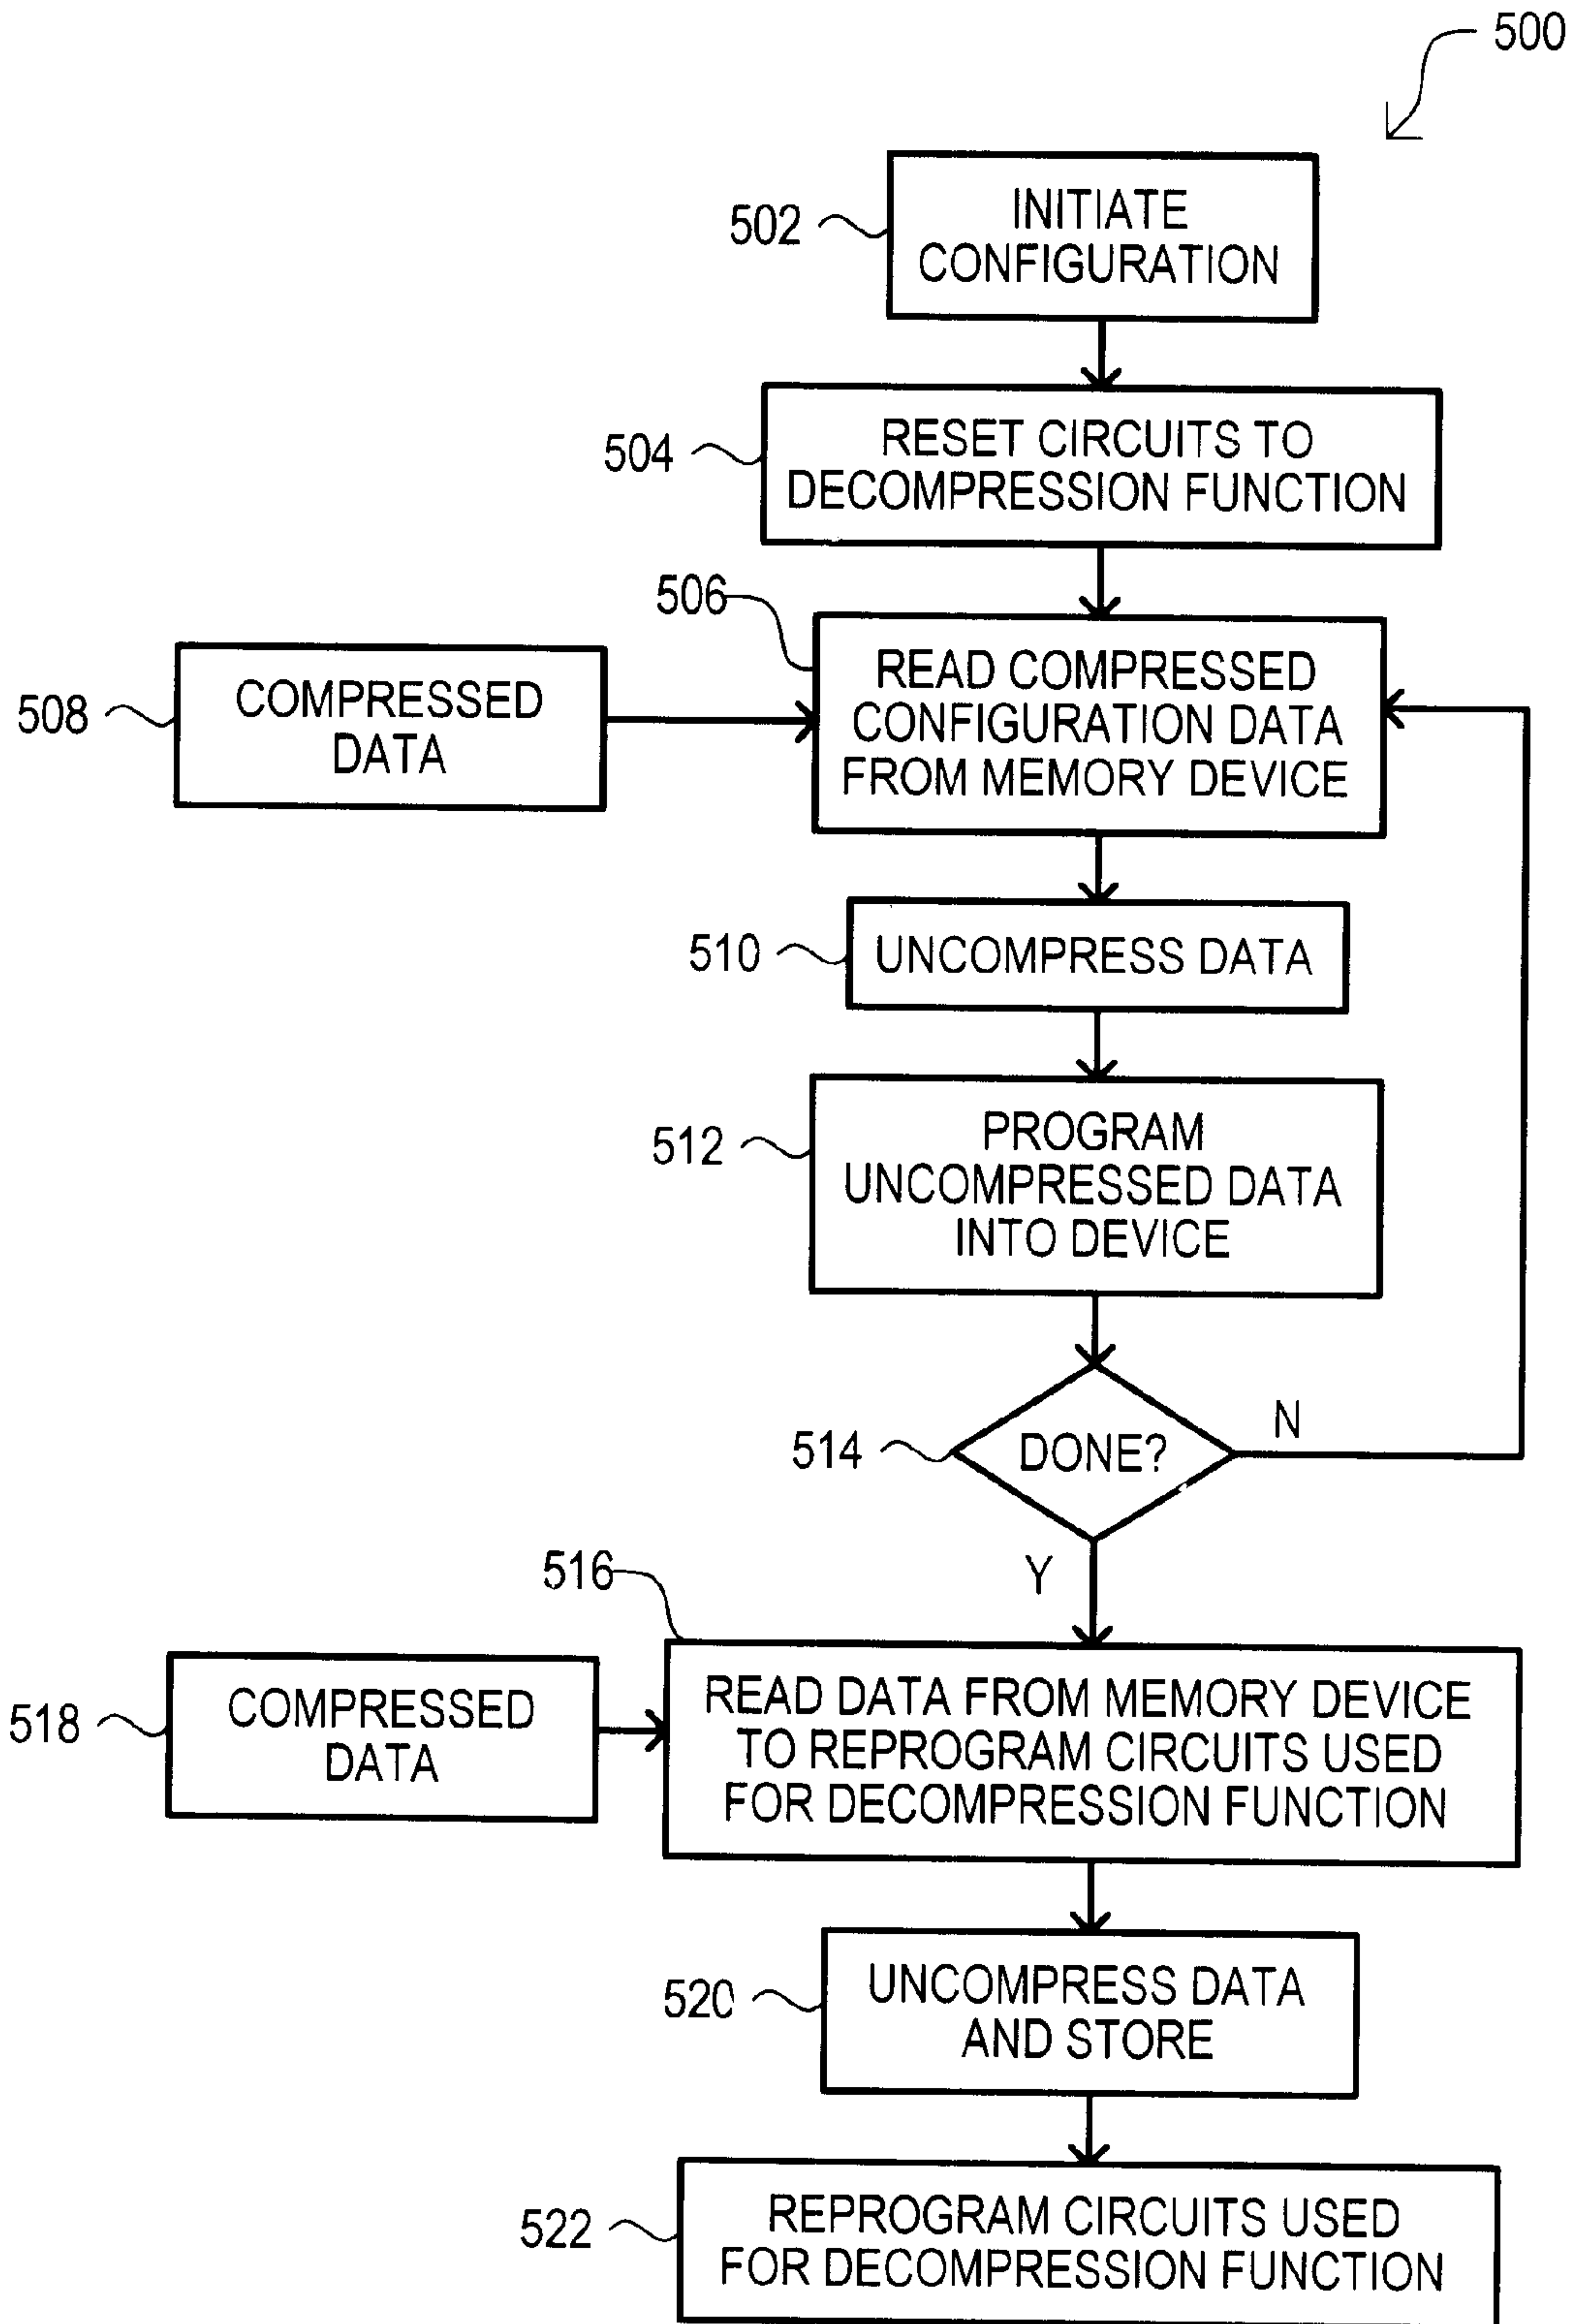 500
502
INITIATE
CONFIGURATION
504
RESET CIRCUITS TO
DECOMPRESSION FUNCTION
506
508
COMPRESSED
DATA
READ COMPRESSED
CONFIGURATION DATA
FROM MEMORY DEVICE
510
UNCOMPRESS DATA
512
PROGRAM
UNCOMPRESSED DATA
INTO DEVICE
514
DONE?
N
Y
516
518
COMPRESSED
DATA
READ DATA FROM MEMORY DEVICE
TO REPROGRAM CIRCUITS USED
FOR DECOMPRESSION FUNCTION
520
UNCOMPRESS DATA
AND STORE
522
REPROGRAM CIRCUITS USED
FOR DECOMPRESSION FUNCTION